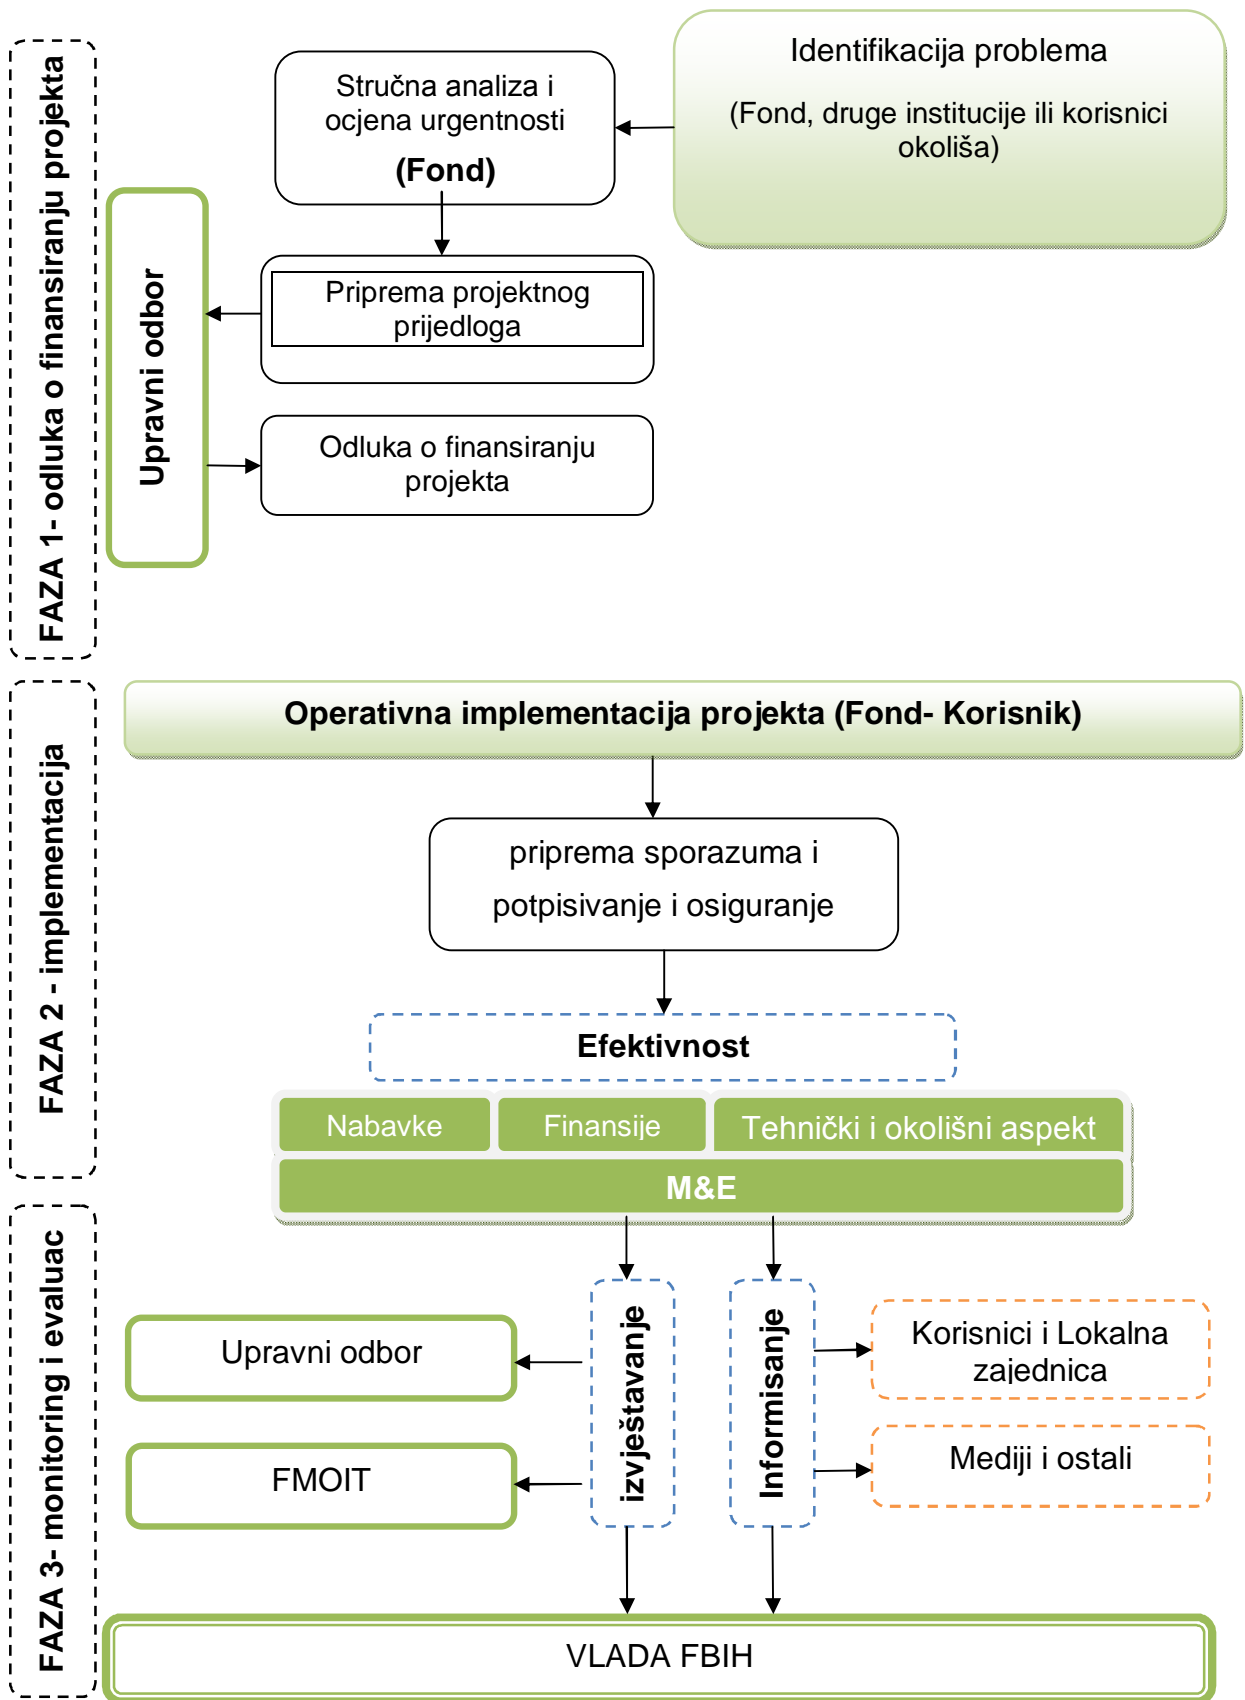 FAZA 1- odluka o finansiranju projekta
Identifikacija problema
(Fond, druge institucije ili korisnici
okoliša)
Stručna analiza i
ocjena urgentnosti
(Fond)
Upravni odbor
Priprema projektnog
prijedloga
Odluka o finansiranju
projekta
FAZA 2 - implementacija
Operativna implementacija projekta (Fond- Korisnik)
priprema sporazuma i
potpisivanje i osiguranje
Efektivnost
Nabavke
Finansije
Tehnički i okolišni aspekt
M&E
FAZA 3- monitoring i evaluac
izvještavanje
Informisanje
Upravni odbor
FMOIT
Korisnici i Lokalna
zajednica
Mediji i ostali
VLADA FBIH